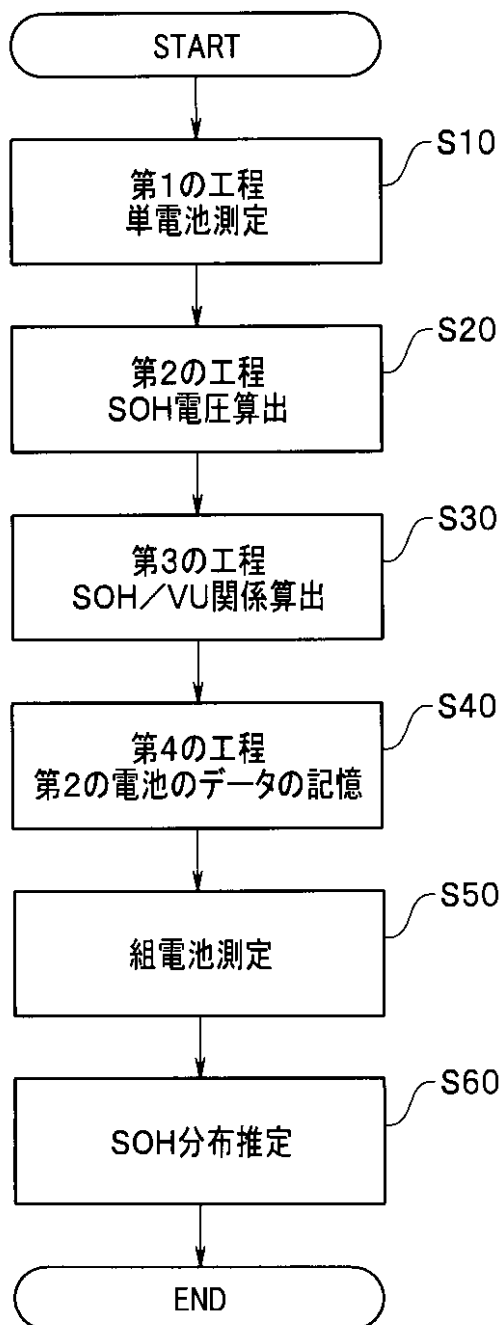 START
S10
第1の工程
単電池測定
S20
第2の工程
SOH電圧算出
S30
第3の工程
SOH／VU関係算出
S40
第4の工程
第2の電池のデータの記憶
S50
組電池測定
S60
SOH分布推定
END